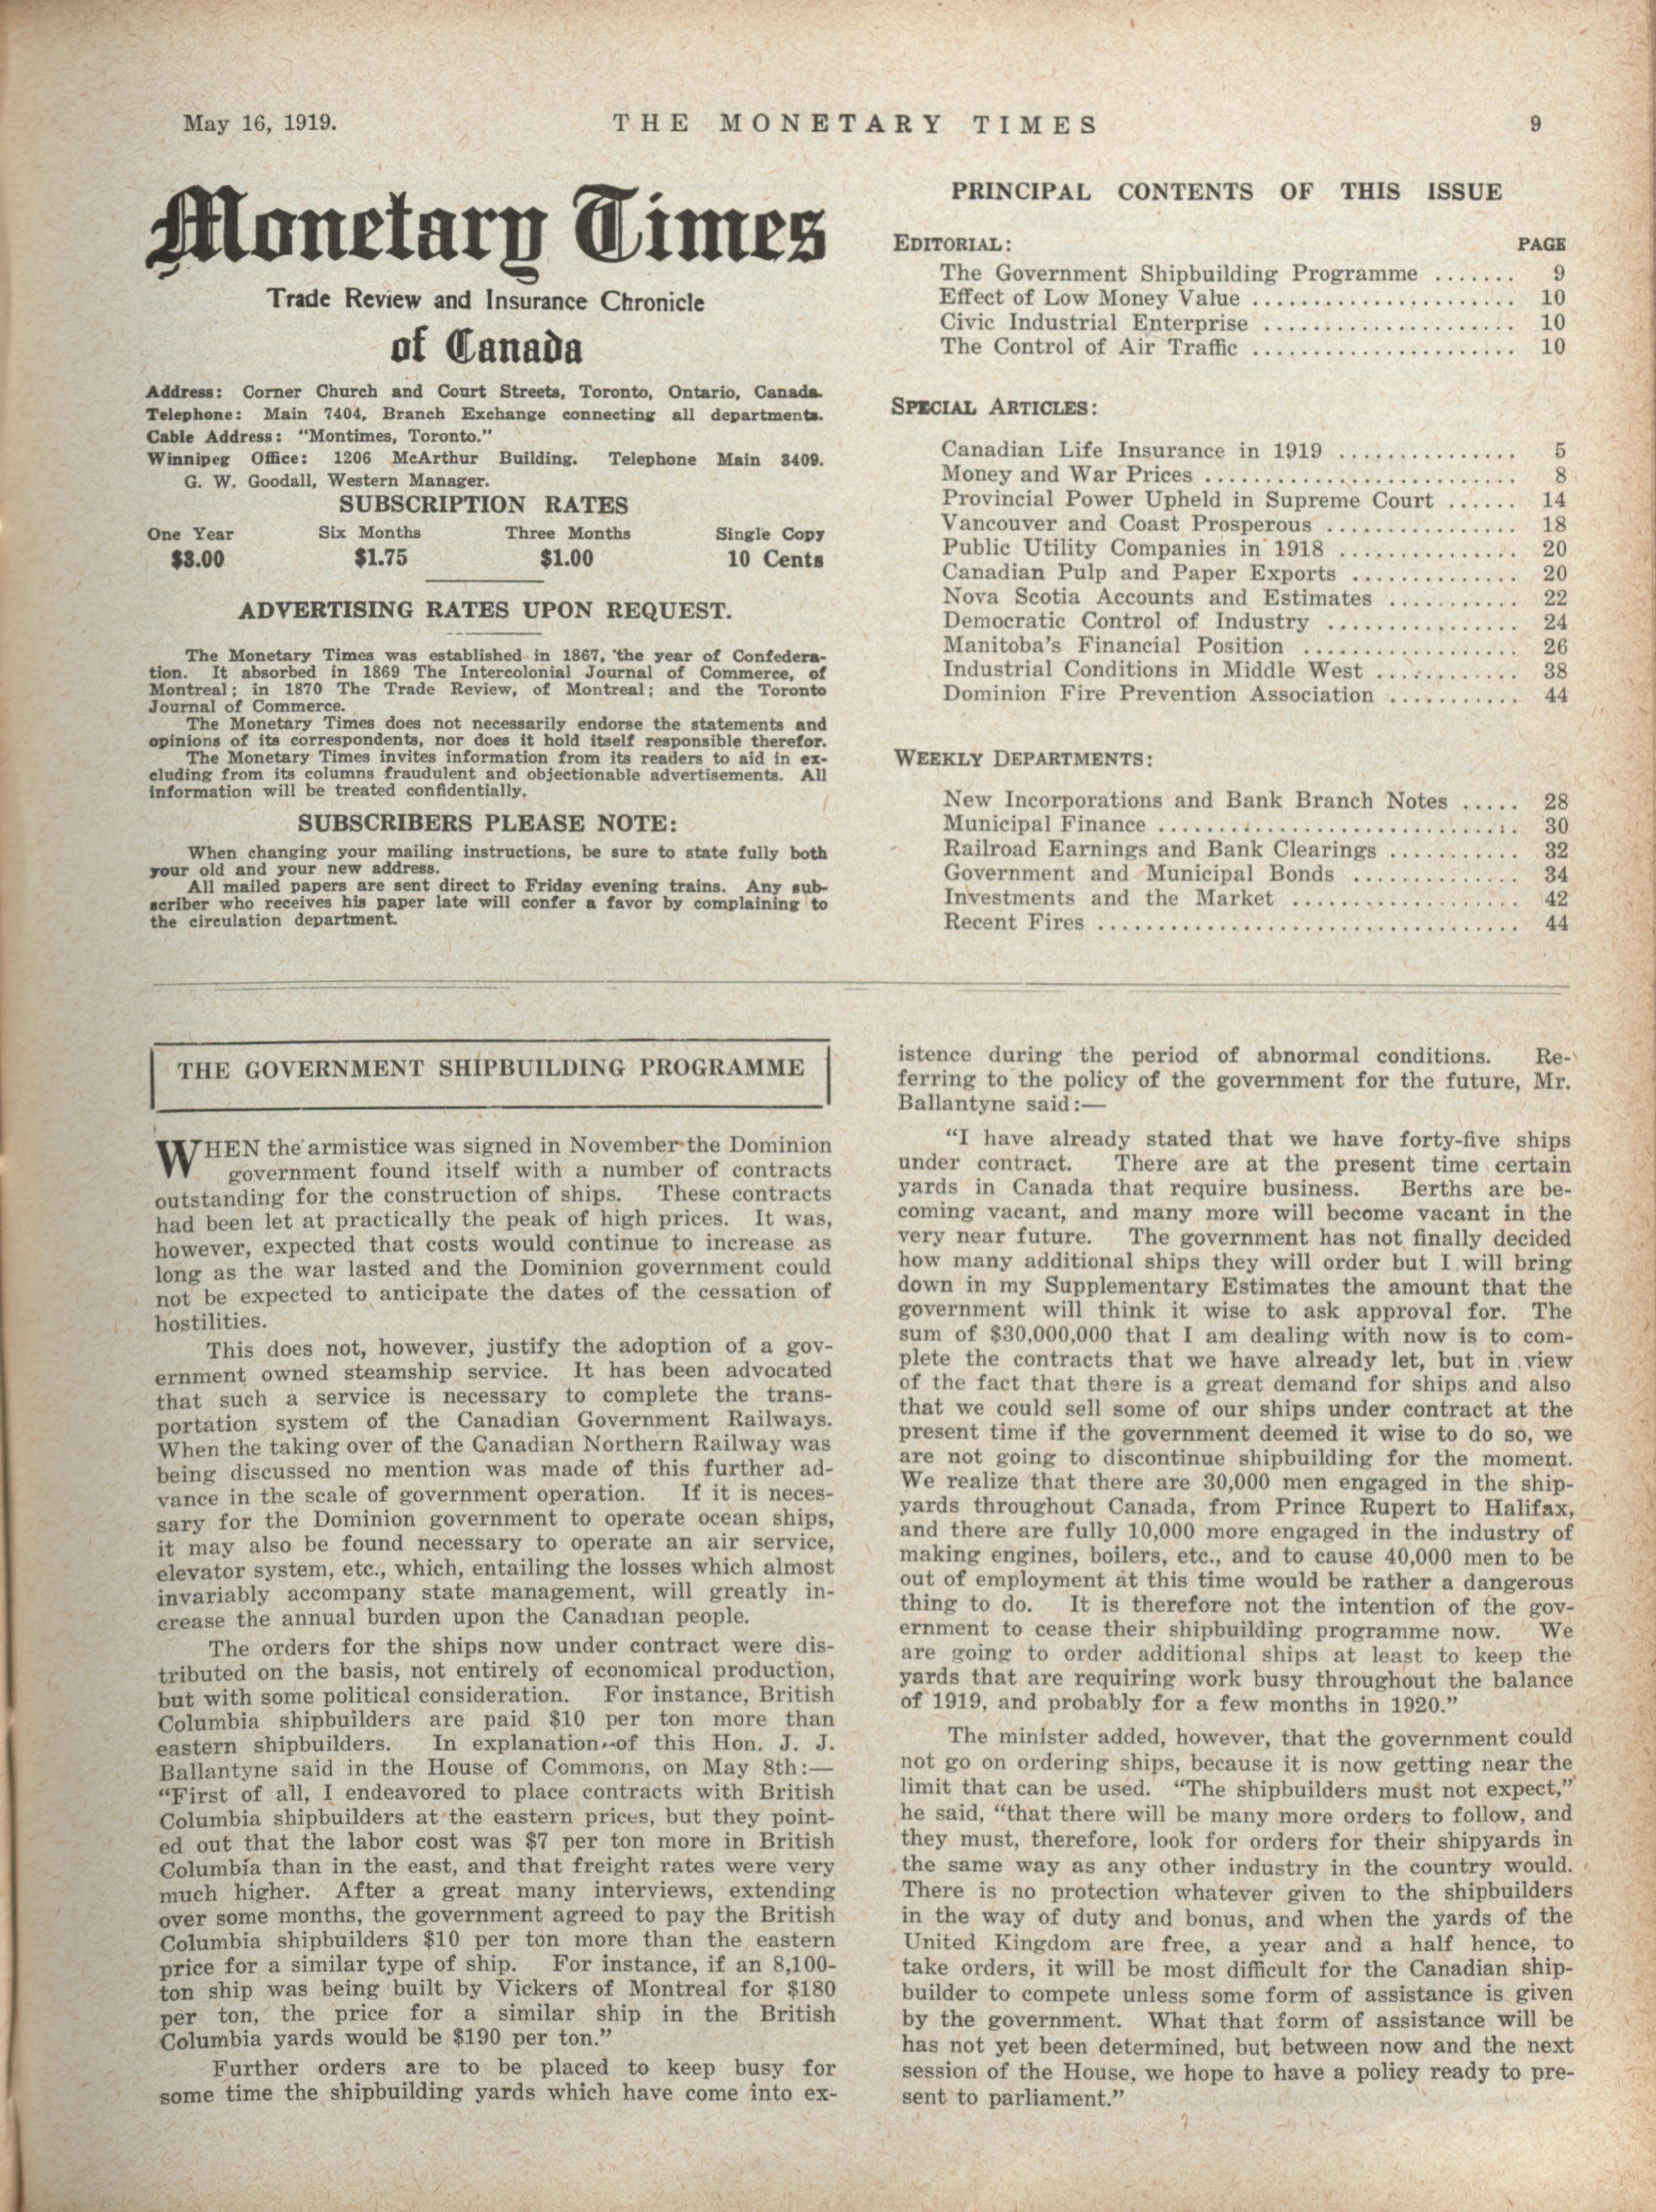 May 16, 1919.
THE MONETARY TIMES
9
Monetary Times
Trade Review and Insurance Chronicle
of Canada
Address: Corner Church and Court Streets, Toronto, Ontario, Canada.
Telephone: Main 7404, Branch Exchange connecting all departments.
Cable Address: "Montimes, Toronto."
Winnipeg Office: 1206 McArthur Building. Telephone Main 3409.
G. W. Goodall, Western Manager.
SUBSCRIPTION RATES
One Year Six Months Three Months Single Copy
$3.00 $1.75 $1.00 10 Cents
ADVERTISING RATES UPON REQUEST.
The Monetary Times was established in 1867, the year of Confedera-
tion. It absorbed in 1869 The Intercolonial Journal of Commerce, of
Montreal; in 1870 The Trade Review, of Montreal; and the Toronto
Journal of Commerce.
The Monetary Times does not necessarily endorse the statements and
opinions of its correspondents, nor does it hold itself responsible therefor.
The Monetary Times invites information from its readers to aid in ex-
cluding from its columns fraudulent and objectionable advertisements. All
information will be treated confidentially.
SUBSCRIBERS PLEASE NOTE:
When changing your mailing instructions, be sure to state fully both
your old and your new address.
All mailed papers are sent direct to Friday evening trains. Any sub-
scriber who receives his paper late will confer a favor by complaining to
the circulation department.
PRINCIPAL CONTENTS OF THIS ISSUE
EDITORIAL: PAGE
The Government Shipbuilding Programme ....... 9
Effect of Low Money Value ...................... 10
Civic Industrial Enterprise ..................... 10
The Control of Air Traffic ...................... 10
SPECIAL ARTICLES:
Canadian Life Insurance in 1919 ............... 5
Money and War Prices .......................... 8
Provincial Power Upheld in Supreme Court ...... 14
Vancouver and Coast Prosperous ................ 18
Public Utility Companies in 1918 ............... 20
Canadian Pulp and Paper Exports .............. 20
Nova Scotia Accounts and Estimates ........... 22
Democratic Control of Industry ................ 24
Manitoba's Financial Position .................. 26
Industrial Conditions in Middle West ............ 38
Dominion Fire Prevention Association ........... 44
WEEKLY DEPARTMENTS:
New Incorporations and Bank Branch Notes ..... 28
Municipal Finance .............................. 30
Railroad Earnings and Bank Clearings ........... 32
Government and Municipal Bonds .............. 34
Investments and the Market ................... 42
Recent Fires ................................... 44
THE GOVERNMENT SHIPBUILDING PROGRAMME
WHEN the armistice was signed in November the Dominion
government found itself with a number of contracts
outstanding for the construction of ships. These contracts
had been let at practically the peak of high prices. It was,
however, expected that costs would continue to increase as
long as the war lasted and the Dominion government could
not be expected to anticipate the dates of the cessation of
hostilities.
This does not, however, justify the adoption of a gov-
ernment owned steamship service. It has been advocated
that such a service is necessary to complete the trans-
portation system of the Canadian Government Railways.
When the taking over of the Canadian Northern Railway was
being discussed no mention was made of this further ad-
vance in the scale of government operation. If it is neces-
sary for the Dominion government to operate ocean ships,
it may also be found necessary to operate an air service,
elevator system, etc., which, entailing the losses which almost
invariably accompany state management, will greatly in-
crease the annual burden upon the Canadian people.
The orders for the ships now under contract were dis-
tributed on the basis, not entirely of economical production,
but with some political consideration. For instance, British
Columbia shipbuilders are paid $10 per ton more than
eastern shipbuilders. In explanation of this Hon. J. J.
Ballantyne said in the House of Commons, on May 8th:—
"First of all, I endeavored to place contracts with British
Columbia shipbuilders at the eastern prices, but they point-
ed out that the labor cost was $7 per ton more in British
Columbia than in the east, and that freight rates were very
much higher. After a great many interviews, extending
over some months, the government agreed to pay the British
Columbia shipbuilders $10 per ton more than the eastern
price for a similar type of ship. For instance, if an 8,100-
ton ship was being built by Vickers of Montreal for $180
per ton, the price for a similar ship in the British
Columbia yards would be $190 per ton."
Further orders are to be placed to keep busy for
some time the shipbuilding yards which have come into ex-
istence during the period of abnormal conditions. Re-
ferring to the policy of the government for the future, Mr.
Ballantyne said:—
"I have already stated that we have forty-five ships
under contract. There are at the present time certain
yards in Canada that require business. Berths are be-
coming vacant, and many more will become vacant in the
very near future. The government has not finally decided
how many additional ships they will order but I will bring
down in my Supplementary Estimates the amount that the
government will think it wise to ask approval for. The
sum of $30,000,000 that I am dealing with now is to com-
plete the contracts that we have already let, but in view
of the fact that there is a great demand for ships and also
that we could sell some of our ships under contract at the
present time if the government deemed it wise to do so, we
are not going to discontinue shipbuilding for the moment.
We realize that there are 30,000 men engaged in the ship-
yards throughout Canada, from Prince Rupert to Halifax,
and there are fully 10,000 more engaged in the industry of
making engines, boilers, etc., and to cause 40,000 men to be
out of employment at this time would be rather a dangerous
thing to do. It is therefore not the intention of the gov-
ernment to cease their shipbuilding programme now. We
are going to order additional ships at least to keep the
yards that are requiring work busy throughout the balance
of 1919, and probably for a few months in 1920."
The minister added, however, that the government could
not go on ordering ships, because it is now getting near the
limit that can be used. "The shipbuilders must not expect,"
he said, "that there will be many more orders to follow, and
they must, therefore, look for orders for their shipyards in
the same way as any other industry in the country would.
There is no protection whatever given to the shipbuilders
in the way of duty and bonus, and when the yards of the
United Kingdom are free, a year and a half hence, to
take orders, it will be most difficult for the Canadian ship-
builder to compete unless some form of assistance is given
by the government. What that form of assistance will be
has not yet been determined, but between now and the next
session of the House, we hope to have a policy ready to pre-
sent to parliament."